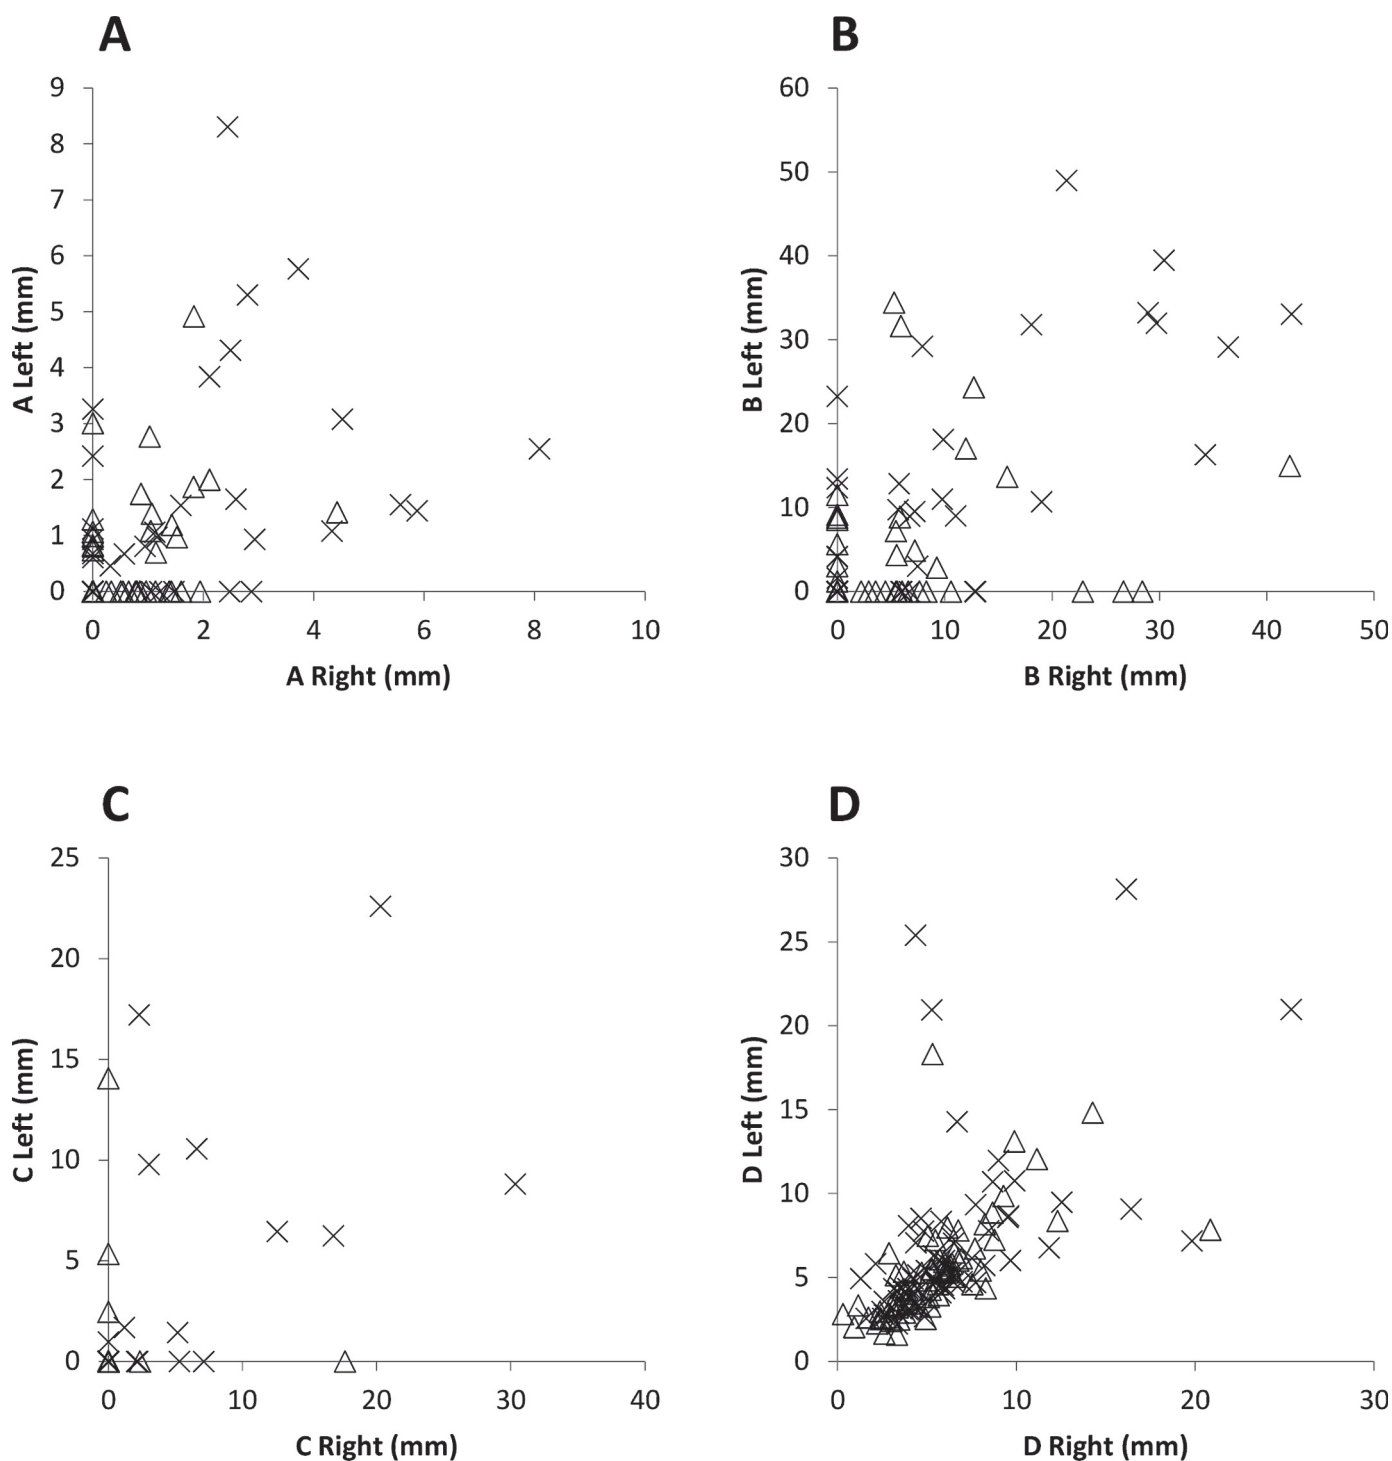 A
9
8
7
6
5
4
3
2
1
0
A Left (mm)
0 2 4 6 8 10
A Right (mm)
B
60
50
40
30
20
10
0
B Left (mm)
0 10 20 30 40 50
B Right (mm)
C
25
20
15
10
5
0
C Left (mm)
0 10 20 30 40
C Right (mm)
D
30
25
20
15
10
5
0
D Left (mm)
0 10 20 30
D Right (mm)